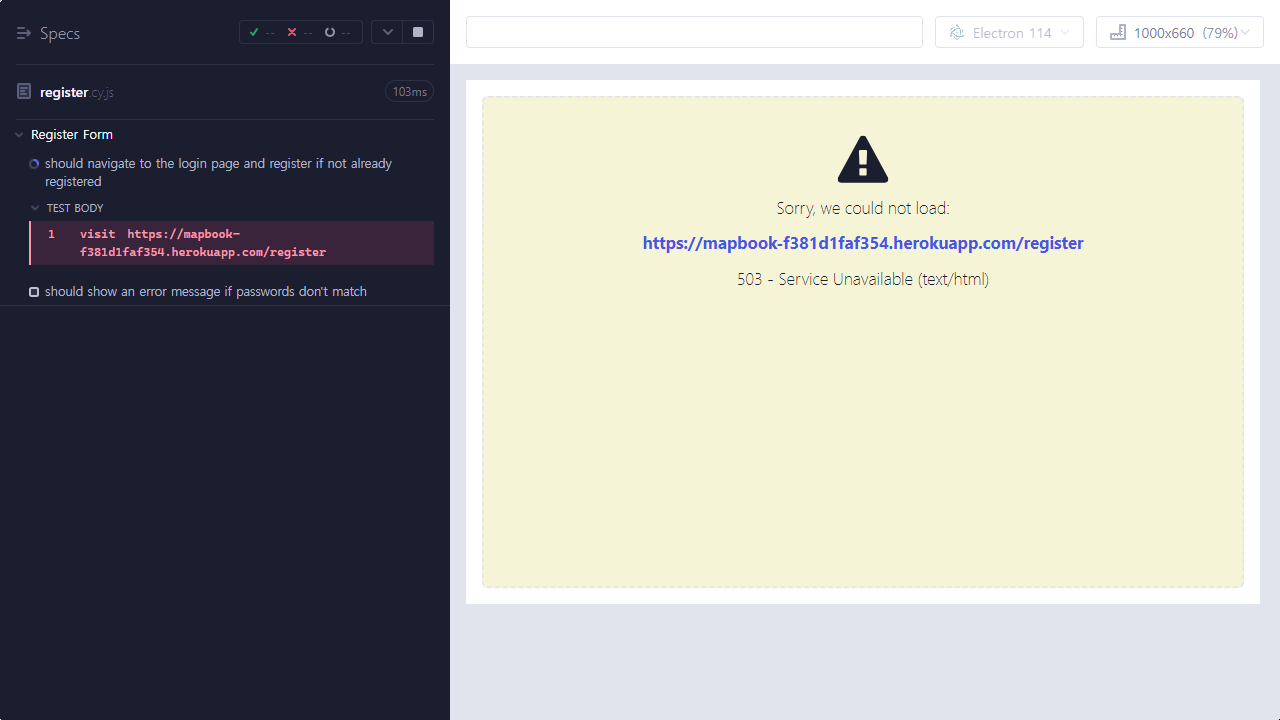 Specs
-- -- --
register.cy.js
103ms
Register Form
should navigate to the login page and register if not already
registered
TEST BODY
1 visit https://mapbook-
f381d1faf354.herokuapp.com/register
should show an error message if passwords don't match
Electron 114
1000x660 (79%)
Sorry, we could not load:
https://mapbook-f381d1faf354.herokuapp.com/register
503 - Service Unavailable (text/html)